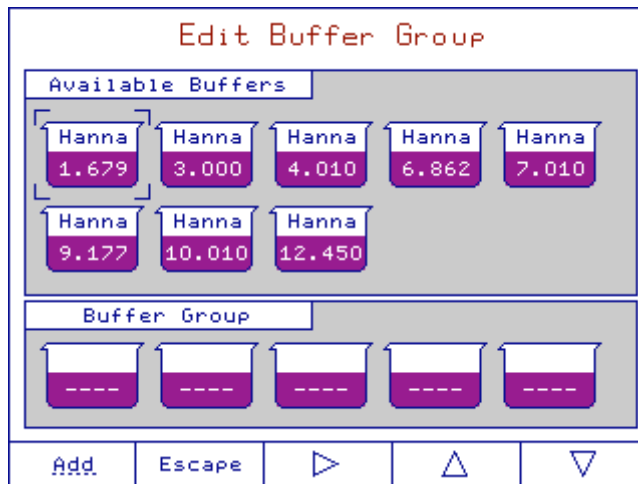 Edit Buffer Group
Available Buffers
Hanna Hanna Hanna Hanna Hanna
1.679 3.000 4.010 6.862 7.010
Hanna Hanna Hanna
9.177 10.010 12.450
Buffer Group
---- ---- ---- ---- ----
Add Escape